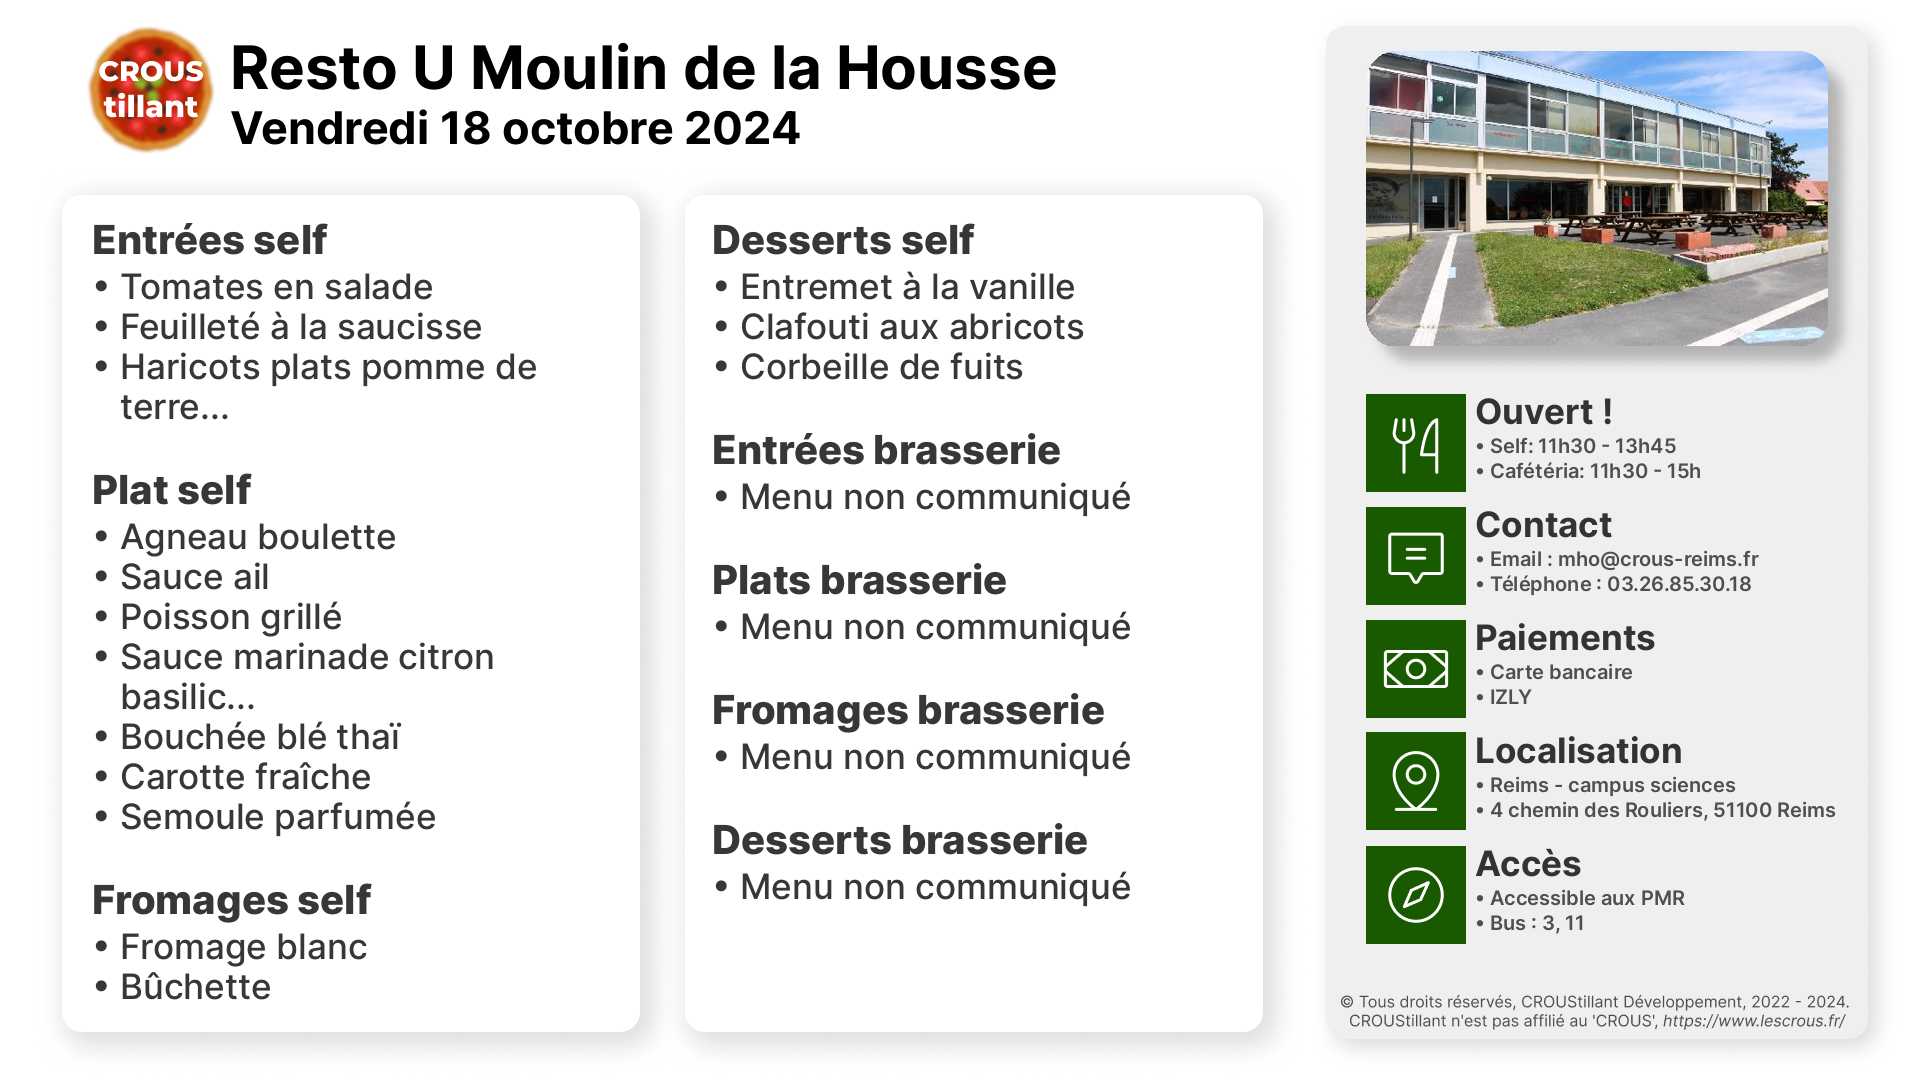 CROUS
tillant
Resto U Moulin de la Housse
Vendredi 18 octobre 2024
Entrées self
• Tomates en salade
• Feuilleté à la saucisse
• Haricots plats pomme de
terre...
Plat self
• Agneau boulette
• Sauce ail
• Poisson grillé
• Sauce marinade citron
basilic...
• Bouchée blé thaï
• Carotte fraîche
• Semoule parfumée
Fromages self
• Fromage blanc
• Bûchette
Desserts self
• Entremet à la vanille
• Clafouti aux abricots
• Corbeille de fuits
Entrées brasserie
• Menu non communiqué
Plats brasserie
• Menu non communiqué
Fromages brasserie
• Menu non communiqué
Desserts brasserie
• Menu non communiqué
Ouvert !
• Self: 11h30 - 13h45
• Cafétéria: 11h30 - 15h
Contact
• Email : mho@crous-reims.fr
• Téléphone : 03.26.85.30.18
Paiements
• Carte bancaire
• IZLY
Localisation
• Reims - campus sciences
• 4 chemin des Rouliers, 51100 Reims
Accès
• Accessible aux PMR
• Bus : 3, 11
© Tous droits réservés, CROUStillant Développement, 2022 - 2024.
CROUStillant n'est pas affilié au 'CROUS', https://www.lescrous.fr/